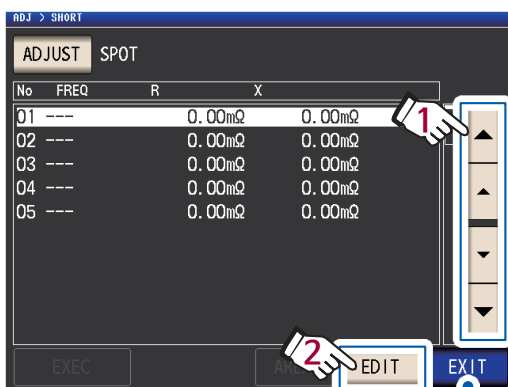 ADJ > SHORT
ADJUST SPOT
No FREQ R X
01 --- 0.00mΩ 0.00mΩ
02 --- 0.00mΩ 0.00mΩ
03 --- 0.00mΩ 0.00mΩ
04 --- 0.00mΩ 0.00mΩ
05 --- 0.00mΩ 0.00mΩ
1
2
EXEC EDIT EXIT